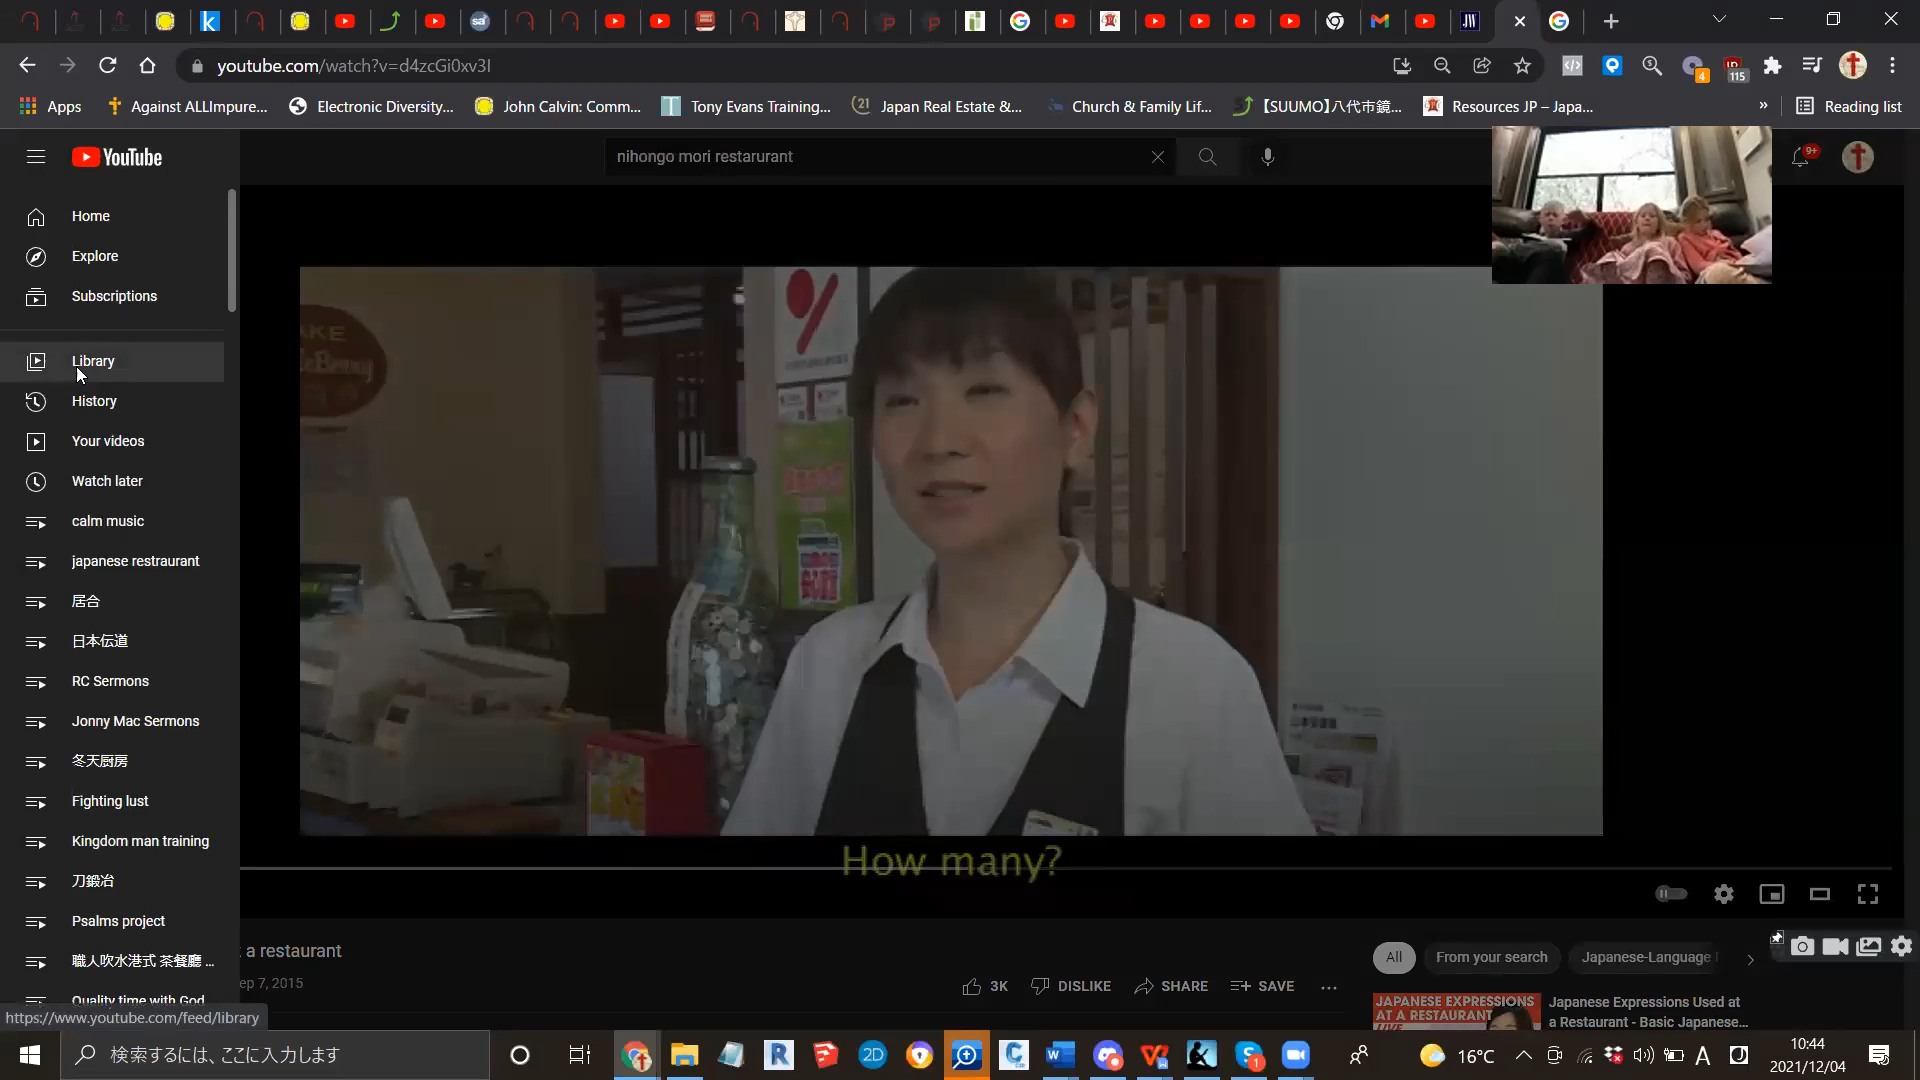 youtube.com/watch?v=d4zcGi0xv3I
4
115
Apps
Against ALLImpure...
Electronic Diversity...
John Calvin: Comm...
Tony Evans Training...
Japan Real Estate &...
Church & Family Lif...
【SUUMO】八代市鏡...
Resources JP – Japa...
»
Reading list
YouTube
nihongo mori restarurant
9+
Home
Explore
Subscriptions
Library
History
Your videos
Watch later
calm music
japanese restraurant
居合
日本伝道
RC Sermons
Jonny Mac Sermons
冬天厨房
Fighting lust
Kingdom man training
刀鍛冶
Psalms project
職人吹水港式 茶餐廳 ...
Quality time with God
https://www.youtube.com/feed/library
How many?
a restaurant
ep 7, 2015
3K
DISLIKE
SHARE
SAVE
All
From your search
Japanese-Language
JAPANESE EXPRESSIONS
AT A RESTAURANT
LIVE
Japanese Expressions Used at
a Restaurant - Basic Japanese...
検索するには、ここに入力します
16°C
A
10:44
2021/12/04